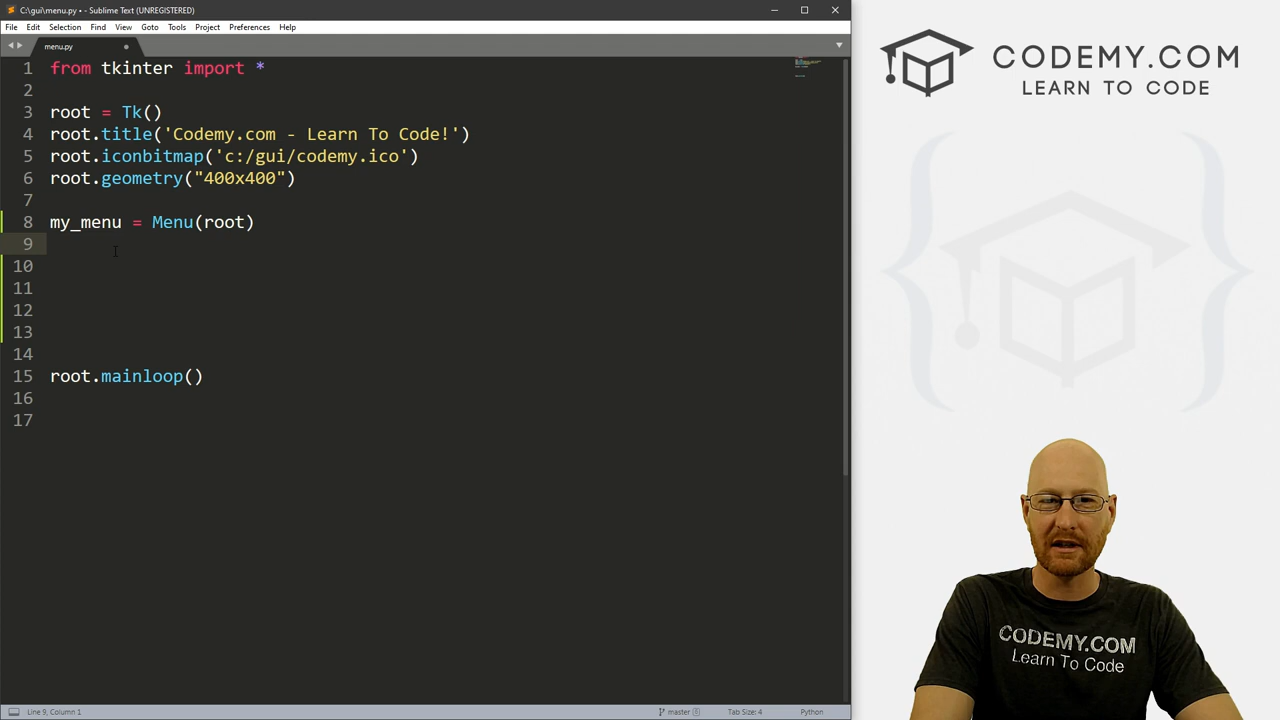 C:\gui\menu.py • - Sublime Text (UNREGISTERED)
File Edit Selection Find View Goto Tools Project Preferences Help
menu.py
1 from tkinter import *
2
3 root = Tk()
4 root.title('Codemy.com - Learn To Code!')
5 root.iconbitmap('c:/gui/codemy.ico')
6 root.geometry("400x400")
7
8 my_menu = Menu(root)
9
10
11
12
13
14
15 root.mainloop()
16
17
Line 9, Column 1 master 6 Tab Size: 4 Python
CODEMY.COM
LEARN TO CODE
CODEMY.COM
Learn To Code